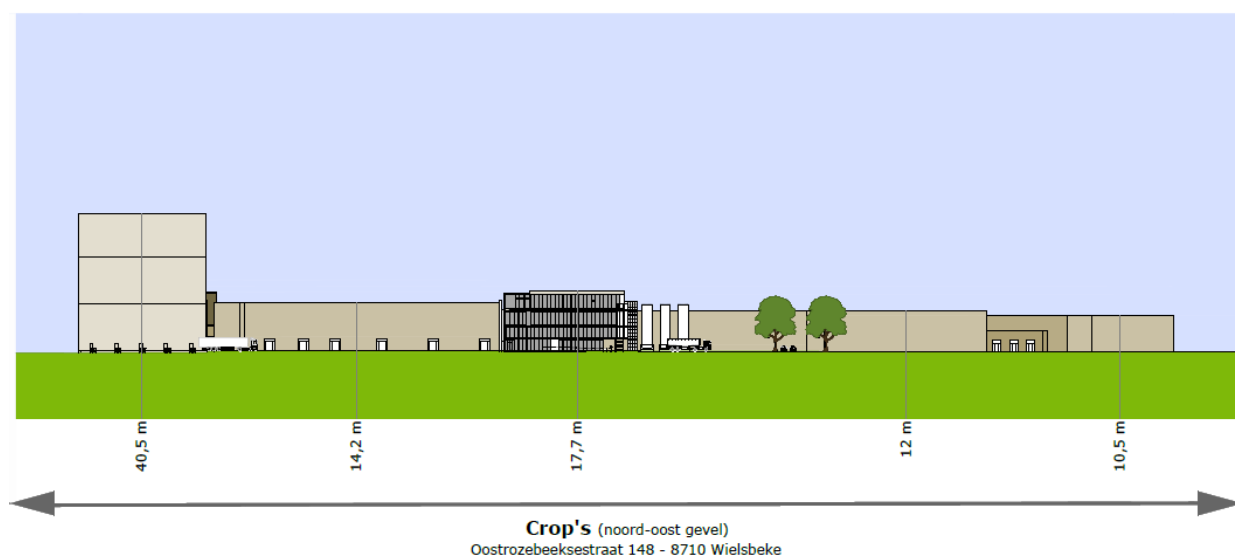 40,5 m
14,2 m
17,7 m
12 m
10,5 m
Crop's (noord-oost gevel)
Oostrozebeeksestraat 148 - 8710 Wielsbeke